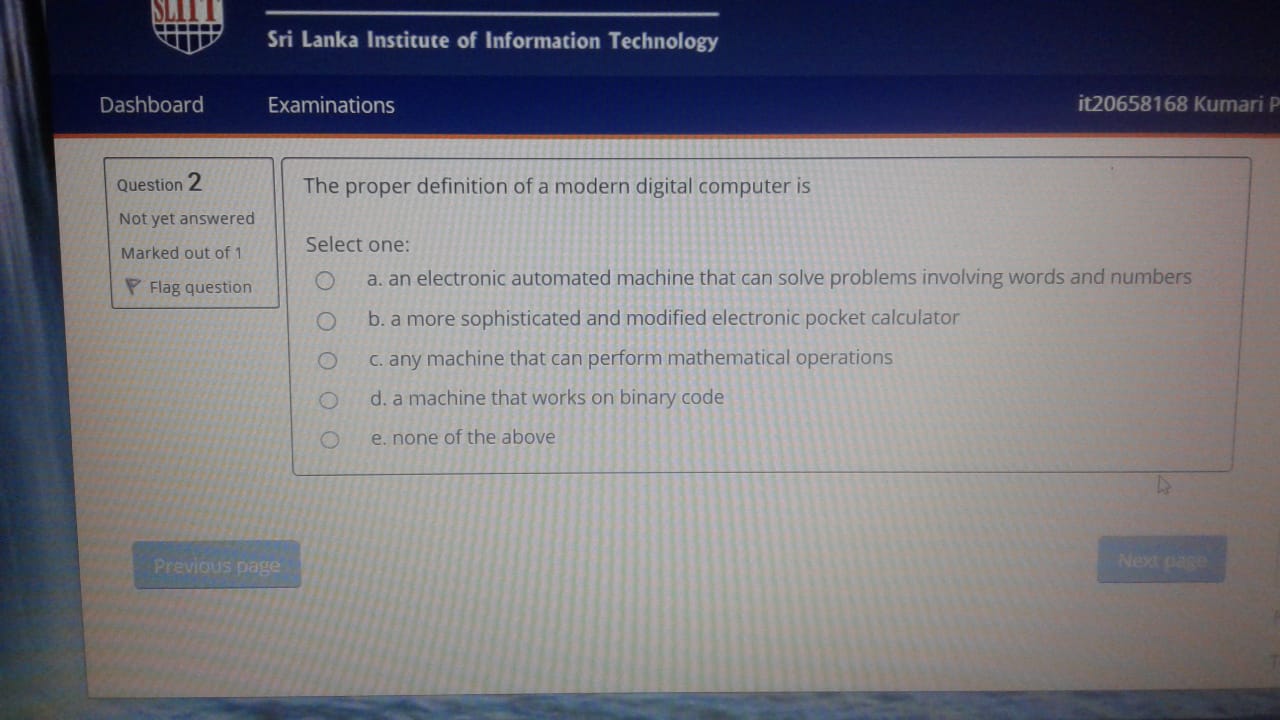 SLIIT
Sri Lanka Institute of Information Technology
Dashboard Examinations it20658168 Kumari P
Question 2
Not yet answered
Marked out of 1
Flag question
The proper definition of a modern digital computer is
Select one:
a. an electronic automated machine that can solve problems involving words and numbers
b. a more sophisticated and modified electronic pocket calculator
c. any machine that can perform mathematical operations
d. a machine that works on binary code
e. none of the above
Previous page Next page